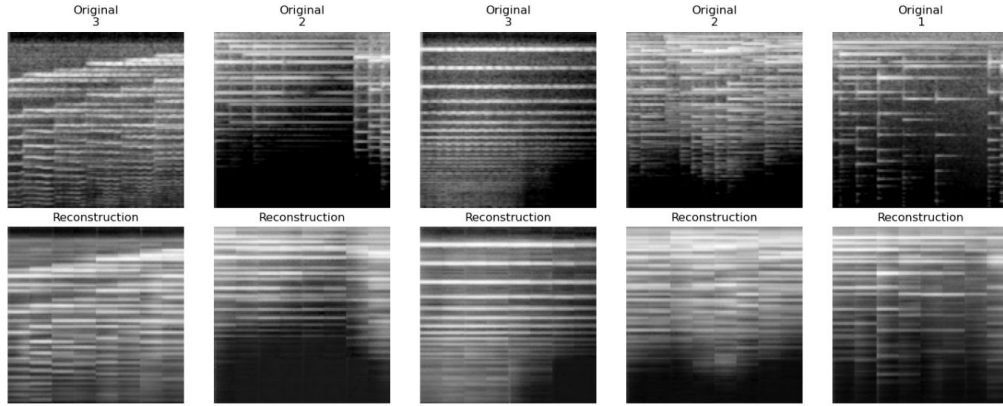 Original
3
Original
2
Original
3
Original
2
Original
1
Reconstruction
Reconstruction
Reconstruction
Reconstruction
Reconstruction